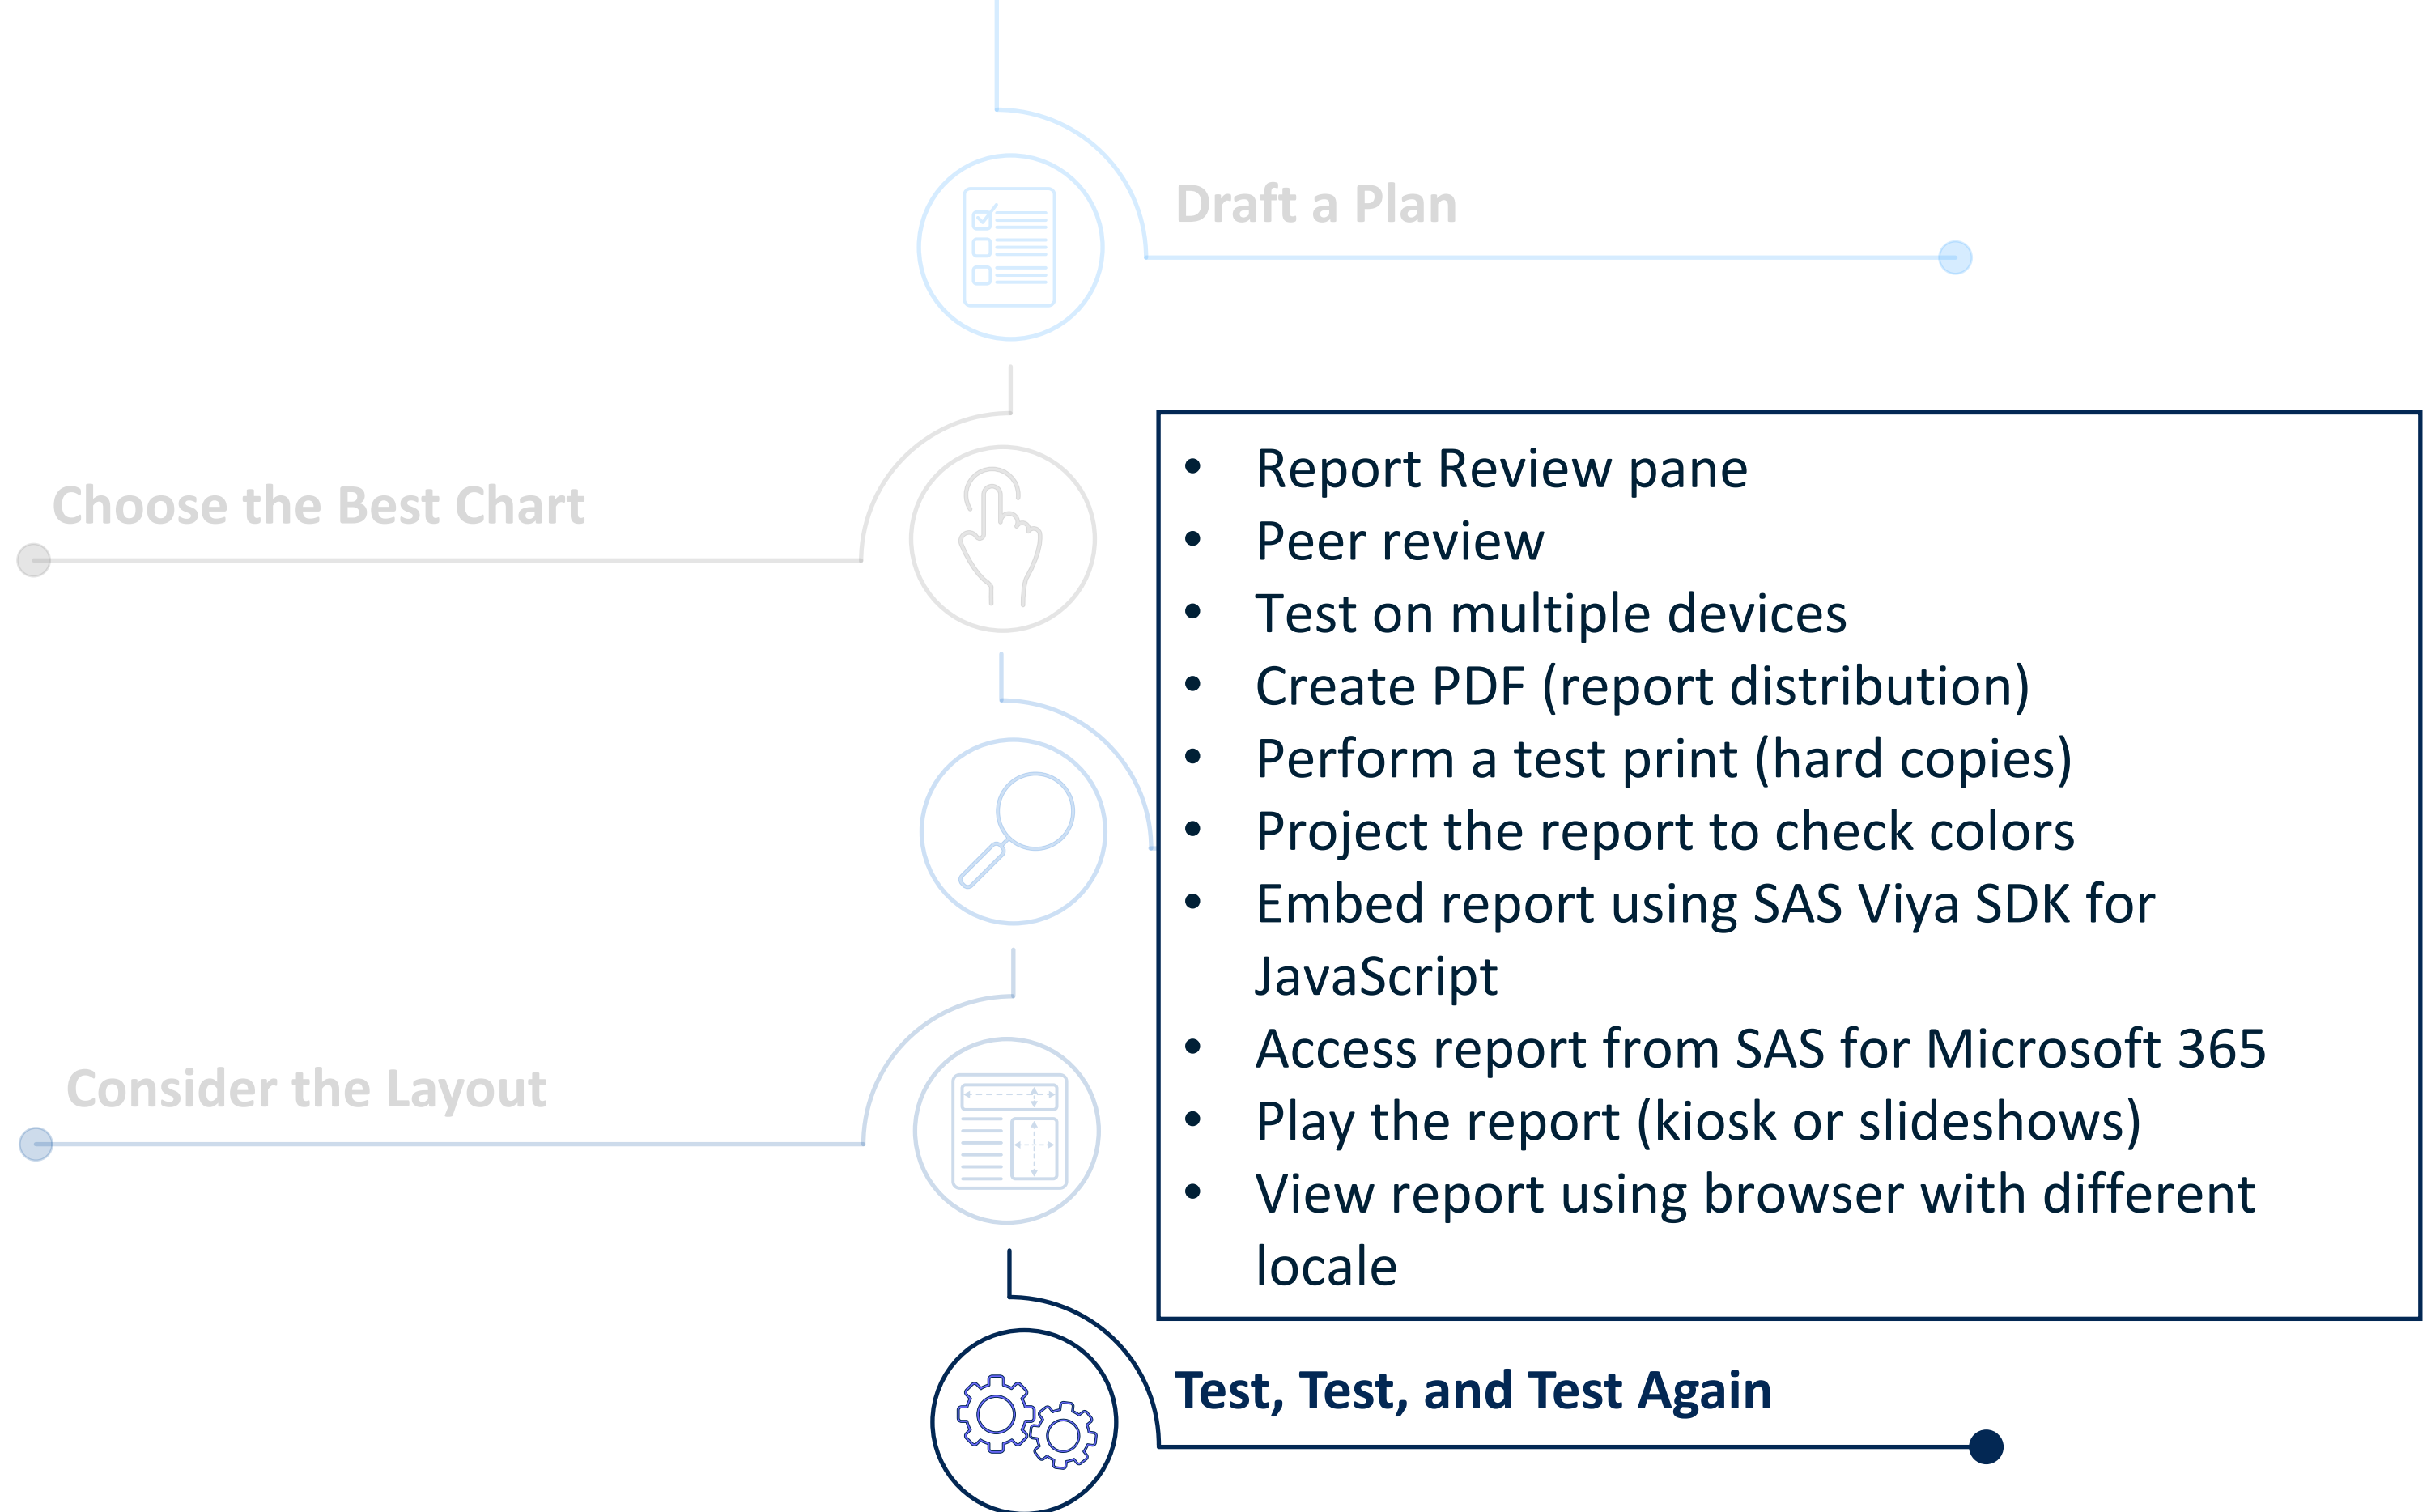 Draft a Plan
Choose the Best Chart
• Report Review pane
• Peer review
• Test on multiple devices
• Create PDF (report distribution)
• Perform a test print (hard copies)
• Project the report to check colors
• Embed report using SAS Viya SDK for
JavaScript
• Access report from SAS for Microsoft 365
• Play the report (kiosk or slideshows)
• View report using browser with different
locale
Consider the Layout
Test, Test, and Test Again